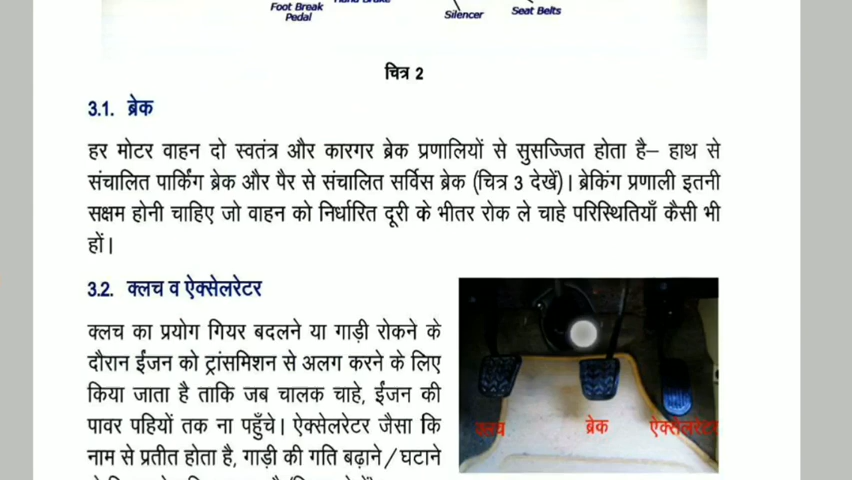 Foot Break
Pedal
Hand Brake
Silencer
Seat Belts
चित्र 2
3.1. ब्रेक
हर मोटर वाहन दो स्वतंत्र और कारगर ब्रेक प्रणालियों से सुसज्जित होता है– हाथ से
संचालित पार्किंग ब्रेक और पैर से संचालित सर्विस ब्रेक (चित्र 3 देखें)। ब्रेकिंग प्रणाली इतनी
सक्षम होनी चाहिए जो वाहन को निर्धारित दूरी के भीतर रोक ले चाहे परिस्थितियाँ कैसी भी
हों।
3.2. क्लच व ऐक्सेलरेटर
क्लच का प्रयोग गियर बदलने या गाड़ी रोकने के
दौरान ईंजन को ट्रांसमिशन से अलग करने के लिए
किया जाता है ताकि जब चालक चाहे, ईंजन की
पावर पहियों तक ना पहुँचे। ऐक्सेलरेटर जैसा कि
नाम से प्रतीत होता है, गाड़ी की गति बढ़ाने/घटाने
क्लच ब्रेक ऐक्सेलरेटर